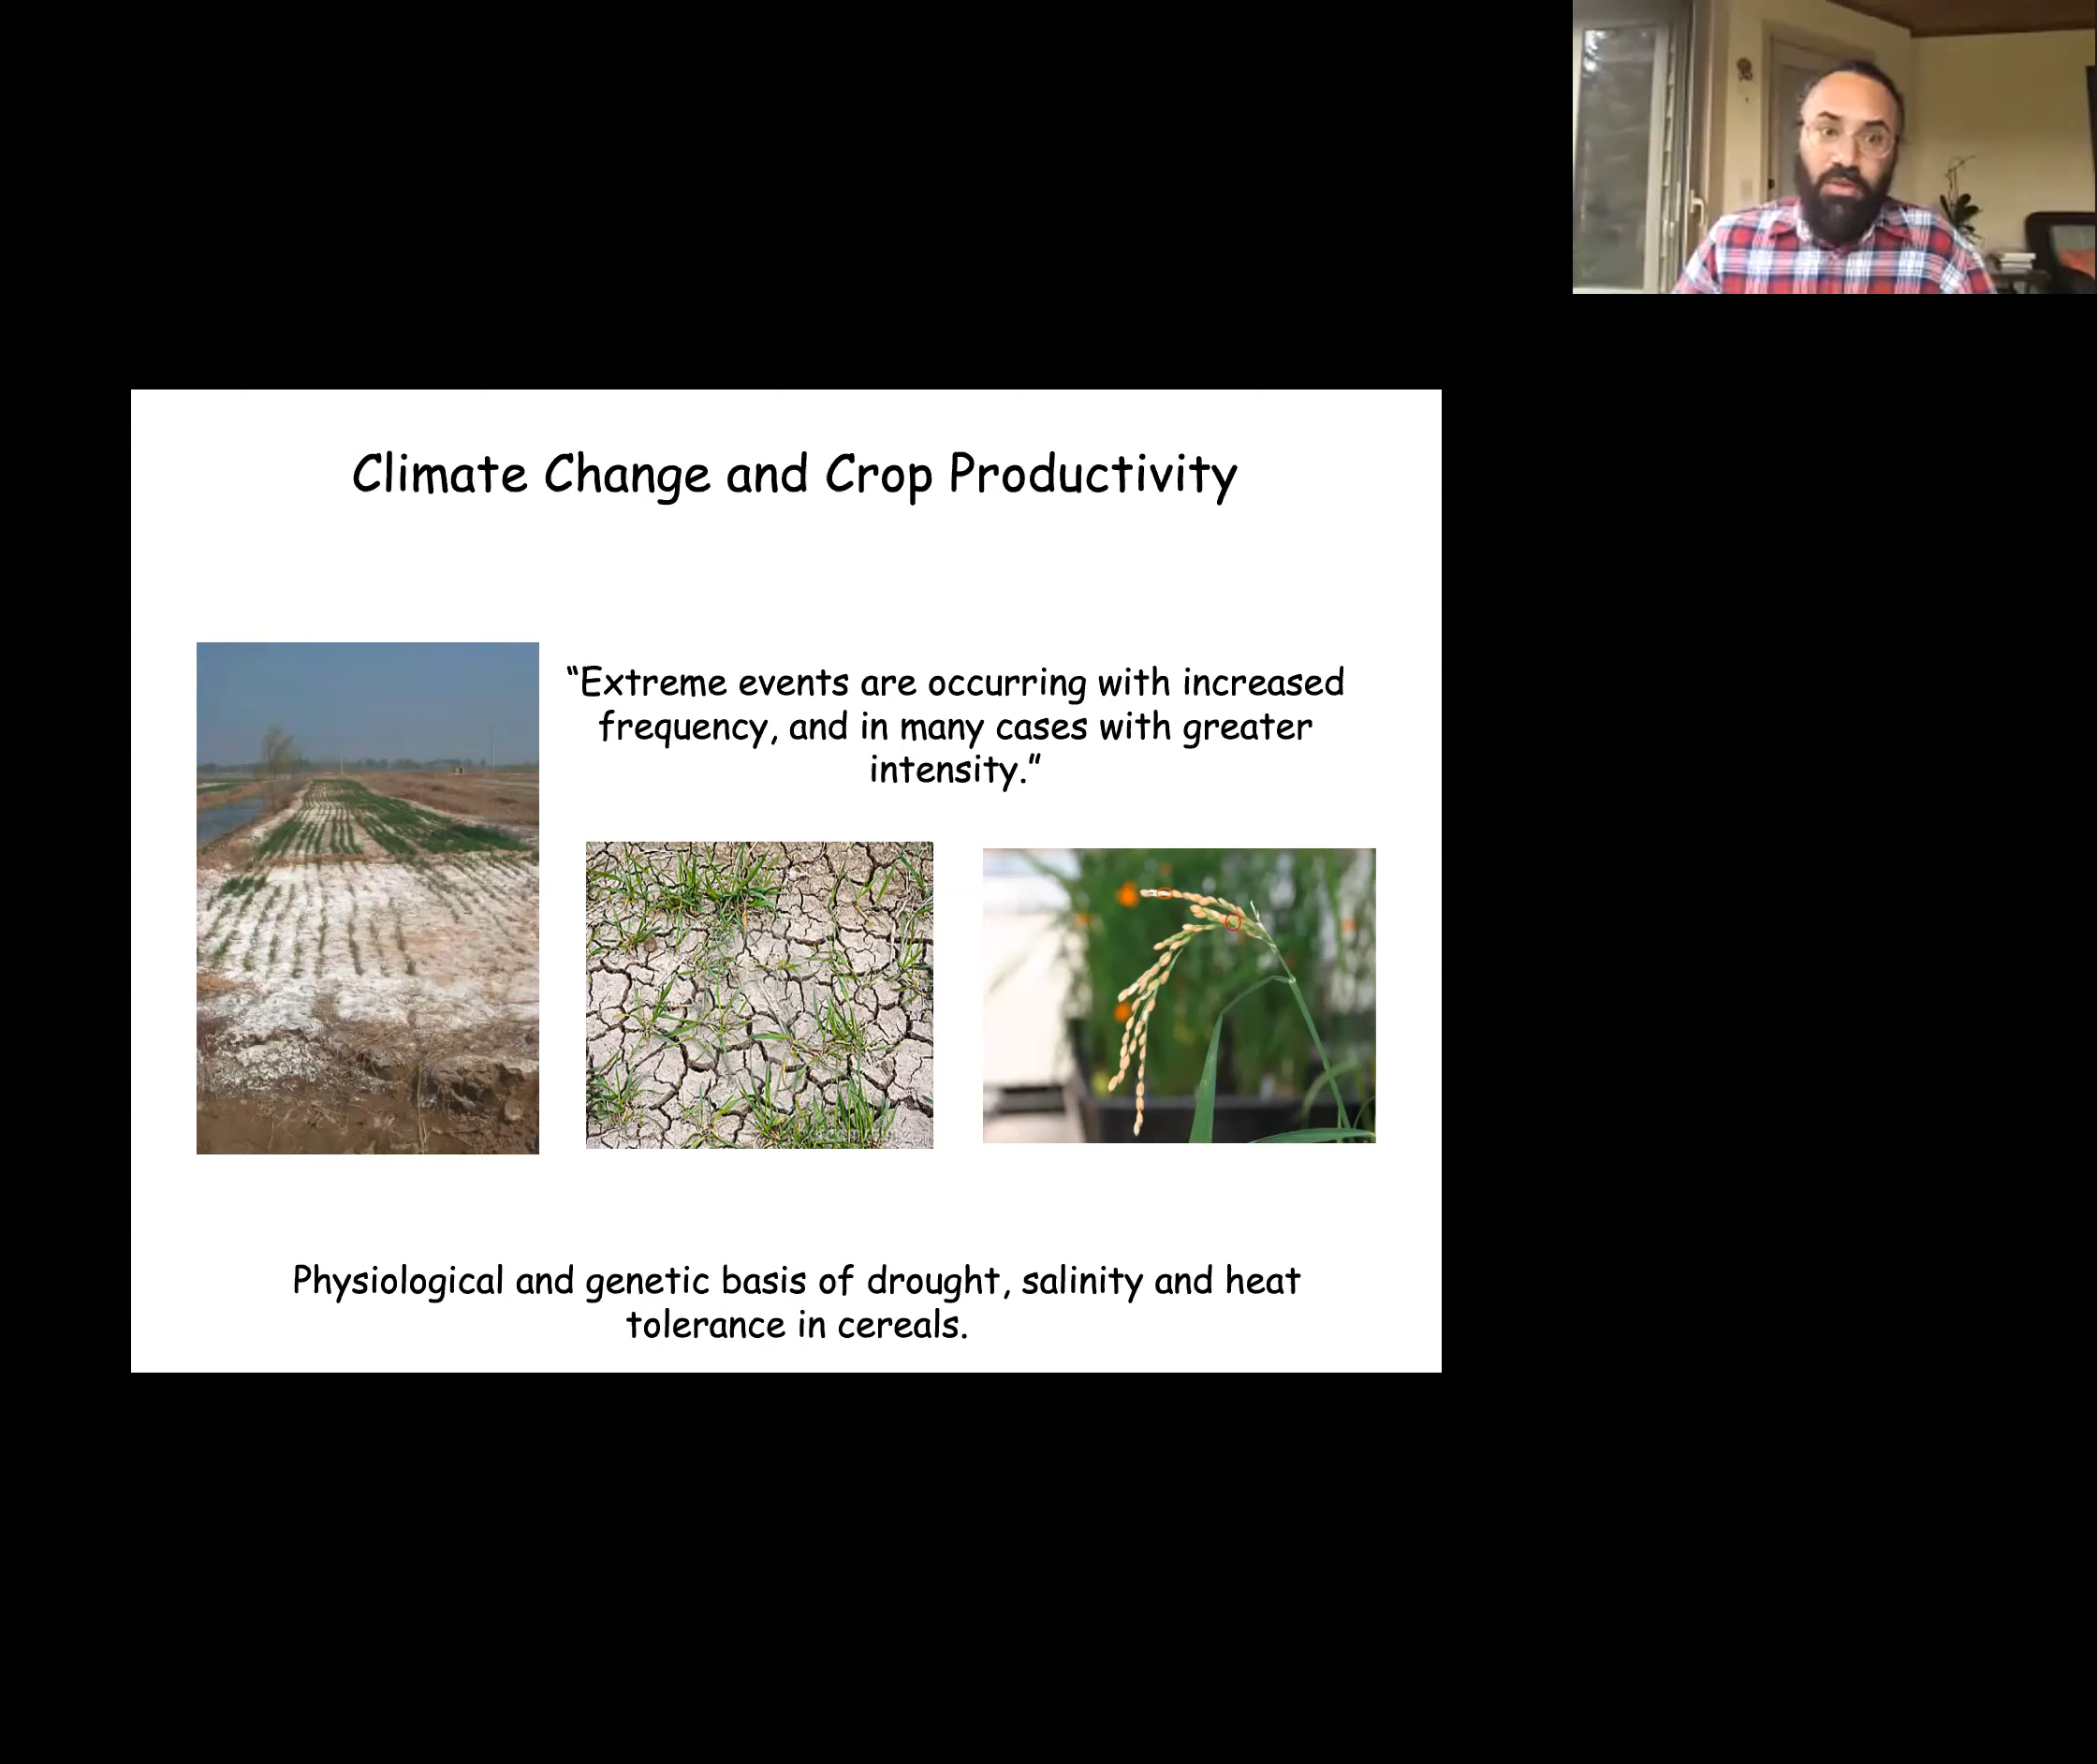 Climate Change and Crop Productivity
“Extreme events are occurring with increased
frequency, and in many cases with greater
intensity.”
Physiological and genetic basis of drought, salinity and heat
tolerance in cereals.